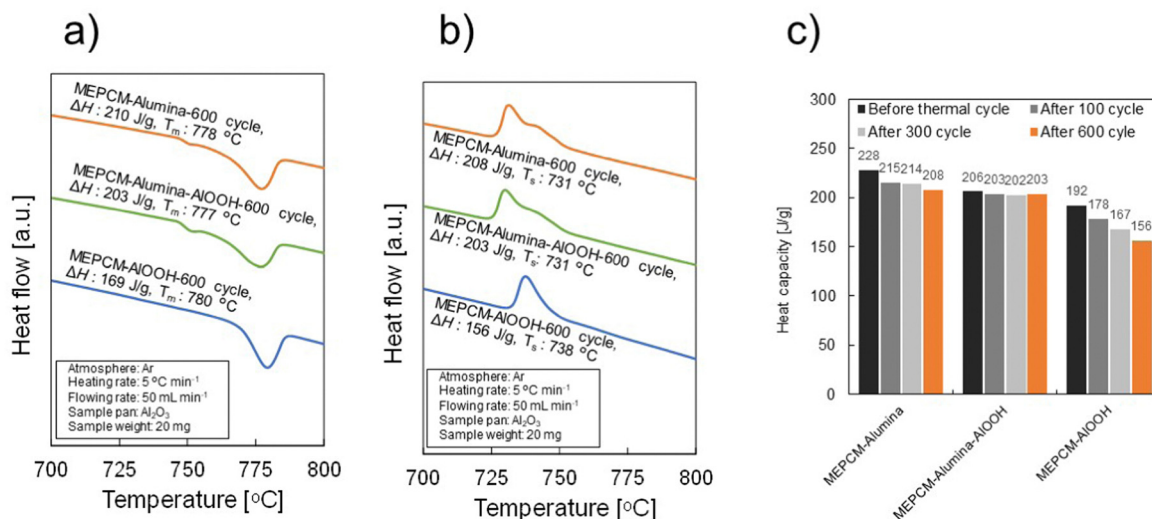 a)
MEPCM-Alumina-600 cycle,
ΔH : 210 J/g, Tm : 778 °C
MEPCM-Alumina-AlOOH-600 cycle,
ΔH : 203 J/g, Tm : 777 °C
MEPCM-AlOOH-600 cycle,
ΔH : 169 J/g, Tm : 780 °C
Atmosphere: Ar
Heating rate: 5 °C min⁻¹
Flowing rate: 50 mL min⁻¹
Sample pan: Al₂O₃
Sample weight: 20 mg
Heat flow [a.u.]
700 725 750 775 800
Temperature [°C]
b)
MEPCM-Alumina-600 cycle,
ΔH : 208 J/g, Ts : 731 °C
MEPCM-Alumina-AlOOH-600 cycle,
ΔH : 203 J/g, Ts : 731 °C
MEPCM-AlOOH-600 cycle,
ΔH : 156 J/g, Ts : 738 °C
Atmosphere: Ar
Heating rate: 5 °C min⁻¹
Flowing rate: 50 mL min⁻¹
Sample pan: Al₂O₃
Sample weight: 20 mg
Heat flow [a.u.]
700 725 750 775 800
Temperature [°C]
c)
Before thermal cycle After 100 cycle
After 300 cycle After 600 cyle
300
250
200
150
100
50
0
Heat capacity [J/g]
228 215 214 208
206 203 202 203
192 178 167 156
MEPCM-Alumina
MEPCM-Alumina-AlOOH
MEPCM-AlOOH